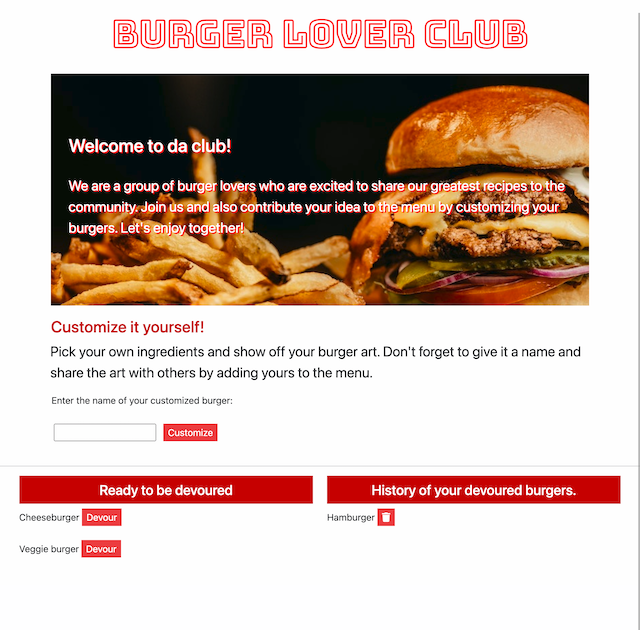 BURGER LOVER CLUB
Welcome to da club!
We are a group of burger lovers who are excited to share our greatest recipes to the
community. Join us and also contribute your idea to the menu by customizing your
burgers. Let's enjoy together!
Customize it yourself!
Pick your own ingredients and show off your burger art. Don't forget to give it a name and
share the art with others by adding yours to the menu.
Enter the name of your customized burger:
Customize
Ready to be devoured
Cheeseburger Devour
Veggie burger Devour
History of your devoured burgers.
Hamburger